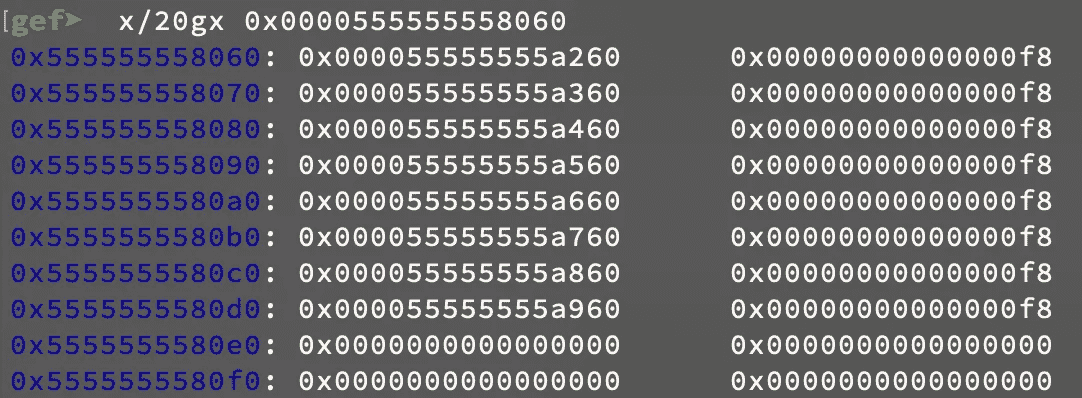 [gef➤  x/20gx 0x0000555555558060
0x555555558060: 0x000055555555a260 0x00000000000000f8
0x555555558070: 0x000055555555a360 0x00000000000000f8
0x555555558080: 0x000055555555a460 0x00000000000000f8
0x555555558090: 0x000055555555a560 0x00000000000000f8
0x5555555580a0: 0x000055555555a660 0x00000000000000f8
0x5555555580b0: 0x000055555555a760 0x00000000000000f8
0x5555555580c0: 0x000055555555a860 0x00000000000000f8
0x5555555580d0: 0x000055555555a960 0x00000000000000f8
0x5555555580e0: 0x0000000000000000 0x0000000000000000
0x5555555580f0: 0x0000000000000000 0x0000000000000000